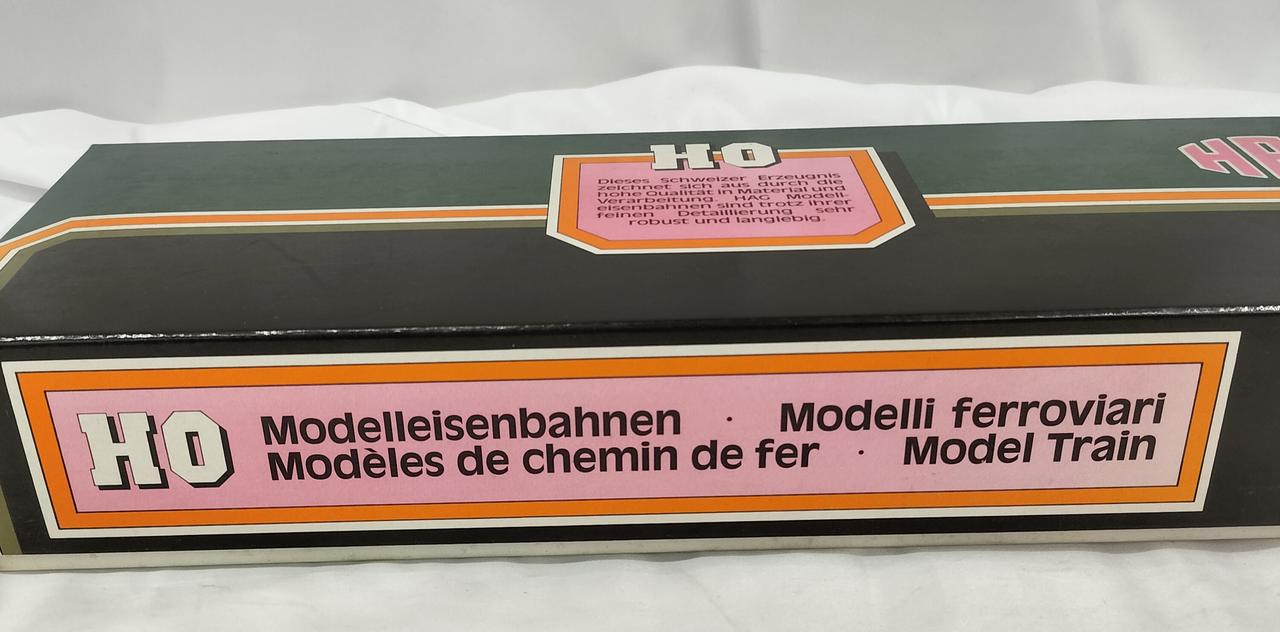 HO
Dieses Schweizer Erzeugnis
zeichnet sich aus durch die
hohe Qualität in Material und
Verarbeitung. HAG Modell-
eisenbahnen sind trotz ihrer
feinen Detaillierung sehr
robust und langlebig.
HO
Modelleisenbahnen · Modelli ferroviari
Modèles de chemin de fer · Model Train